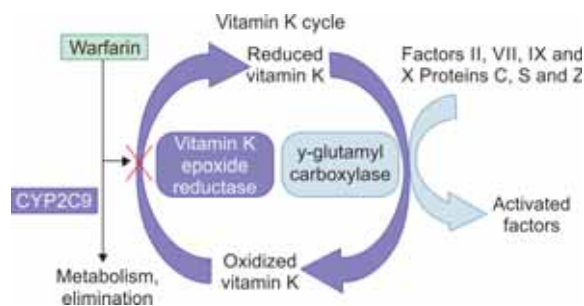 Vitamin K cycle
Warfarin
Reduced
vitamin K
Factors II, VII, IX and
X Proteins C, S and Z
Vitamin K
epoxide
reductase
y-glutamyl
carboxylase
CYP2C9
Activated
factors
Metabolism,
elimination
Oxidized
vitamin K